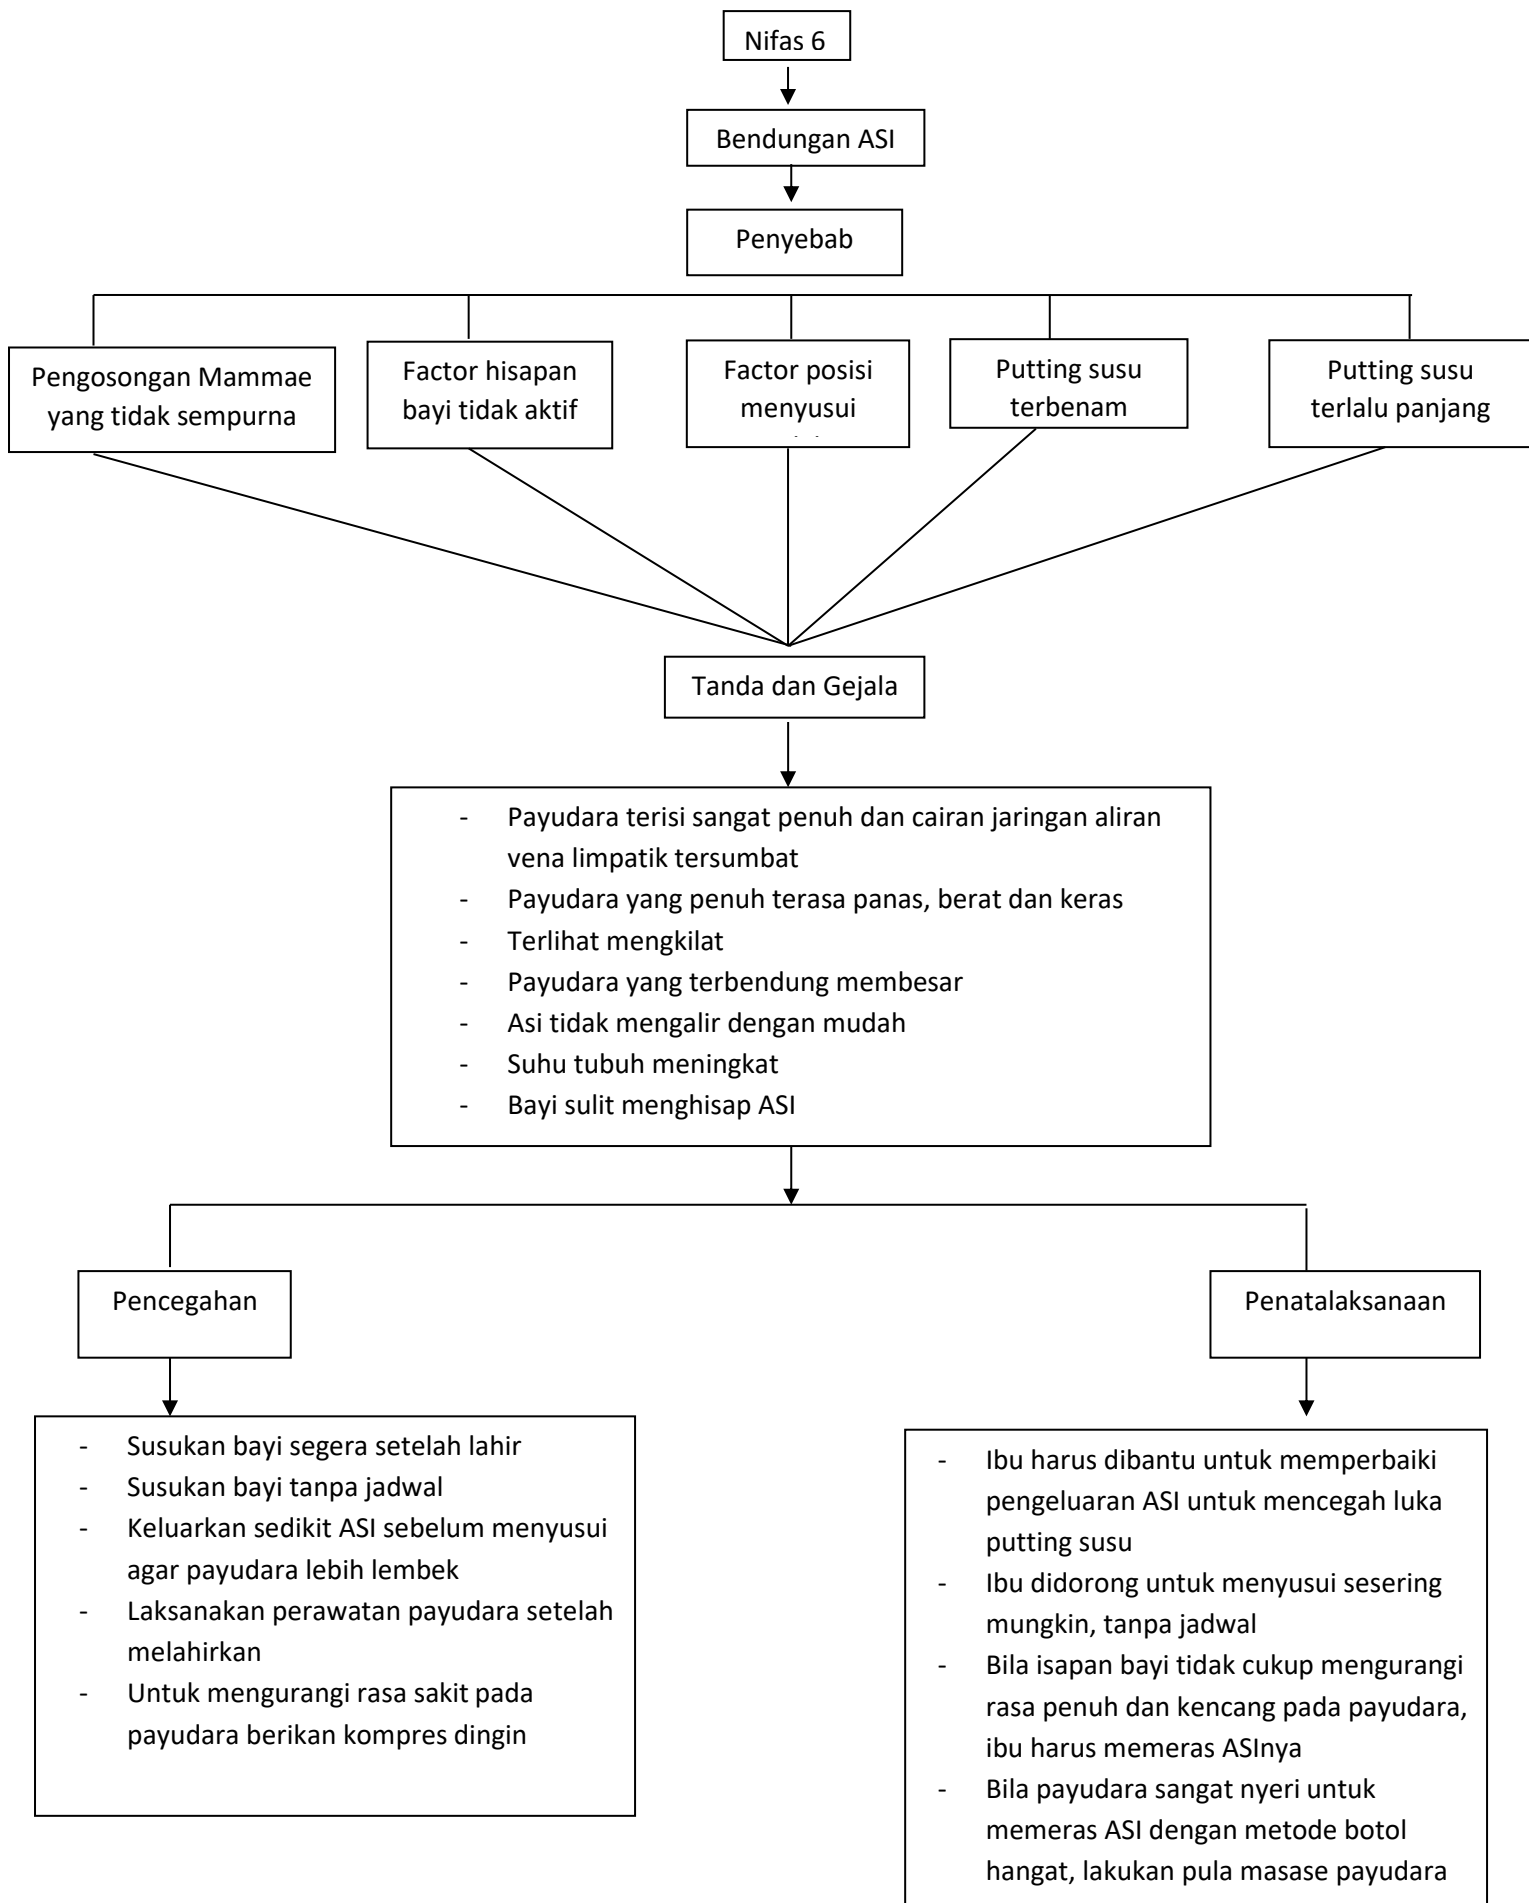 Nifas 6
Bendungan ASI
Penyebab
Pengosongan Mammae
yang tidak sempurna
Factor hisapan
bayi tidak aktif
Factor posisi
menyusui
Putting susu
terbenam
Putting susu
terlalu panjang
Tanda dan Gejala
- Payudara terisi sangat penuh dan cairan jaringan aliran
vena limpatik tersumbat
- Payudara yang penuh terasa panas, berat dan keras
- Terlihat mengkilat
- Payudara yang terbendung membesar
- Asi tidak mengalir dengan mudah
- Suhu tubuh meningkat
- Bayi sulit menghisap ASI
Pencegahan
Penatalaksanaan
- Susukan bayi segera setelah lahir
- Susukan bayi tanpa jadwal
- Keluarkan sedikit ASI sebelum menyusui
agar payudara lebih lembek
- Laksanakan perawatan payudara setelah
melahirkan
- Untuk mengurangi rasa sakit pada
payudara berikan kompres dingin
- Ibu harus dibantu untuk memperbaiki
pengeluaran ASI untuk mencegah luka
putting susu
- Ibu didorong untuk menyusui sesering
mungkin, tanpa jadwal
- Bila isapan bayi tidak cukup mengurangi
rasa penuh dan kencang pada payudara,
ibu harus memeras ASInya
- Bila payudara sangat nyeri untuk
memeras ASI dengan metode botol
hangat, lakukan pula masase payudara